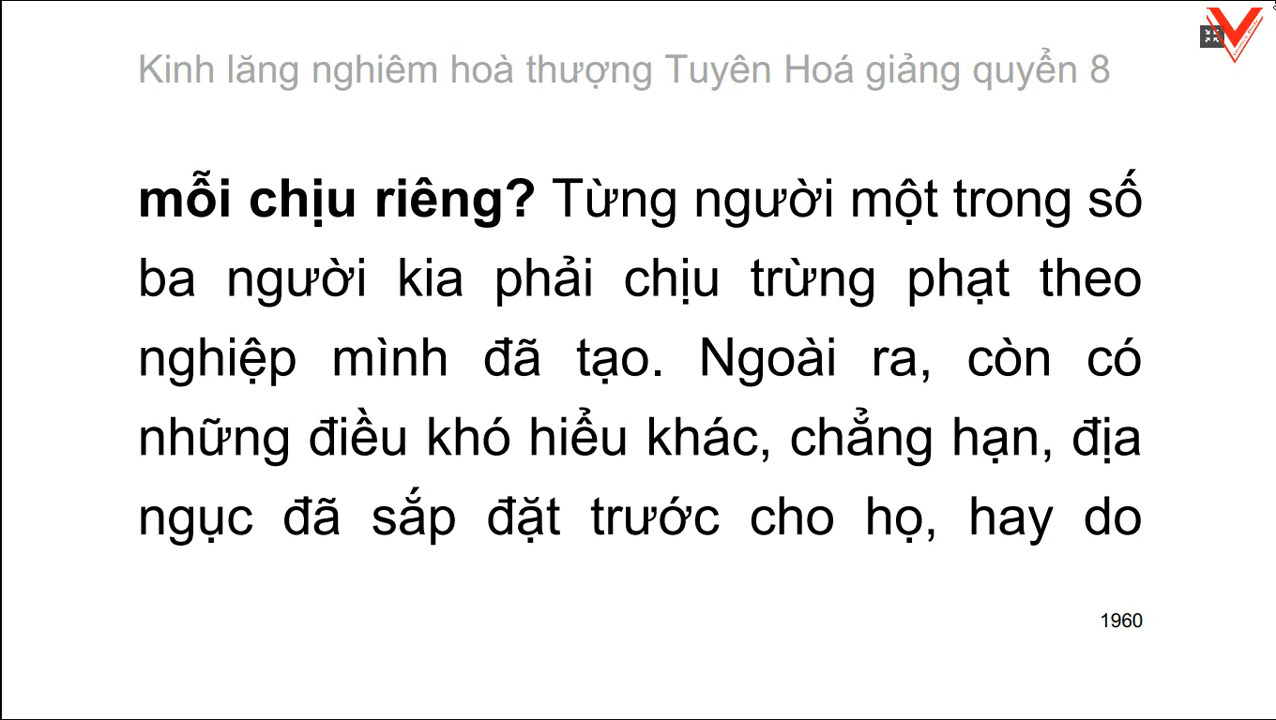 Kinh lăng nghiêm hoà thượng Tuyên Hoá giảng quyển 8
mỗi chịu riêng? Từng người một trong số
ba người kia phải chịu trừng phạt theo
nghiệp mình đã tạo. Ngoài ra, còn có
những điều khó hiểu khác, chẳng hạn, địa
ngục đã sắp đặt trước cho họ, hay do
1960